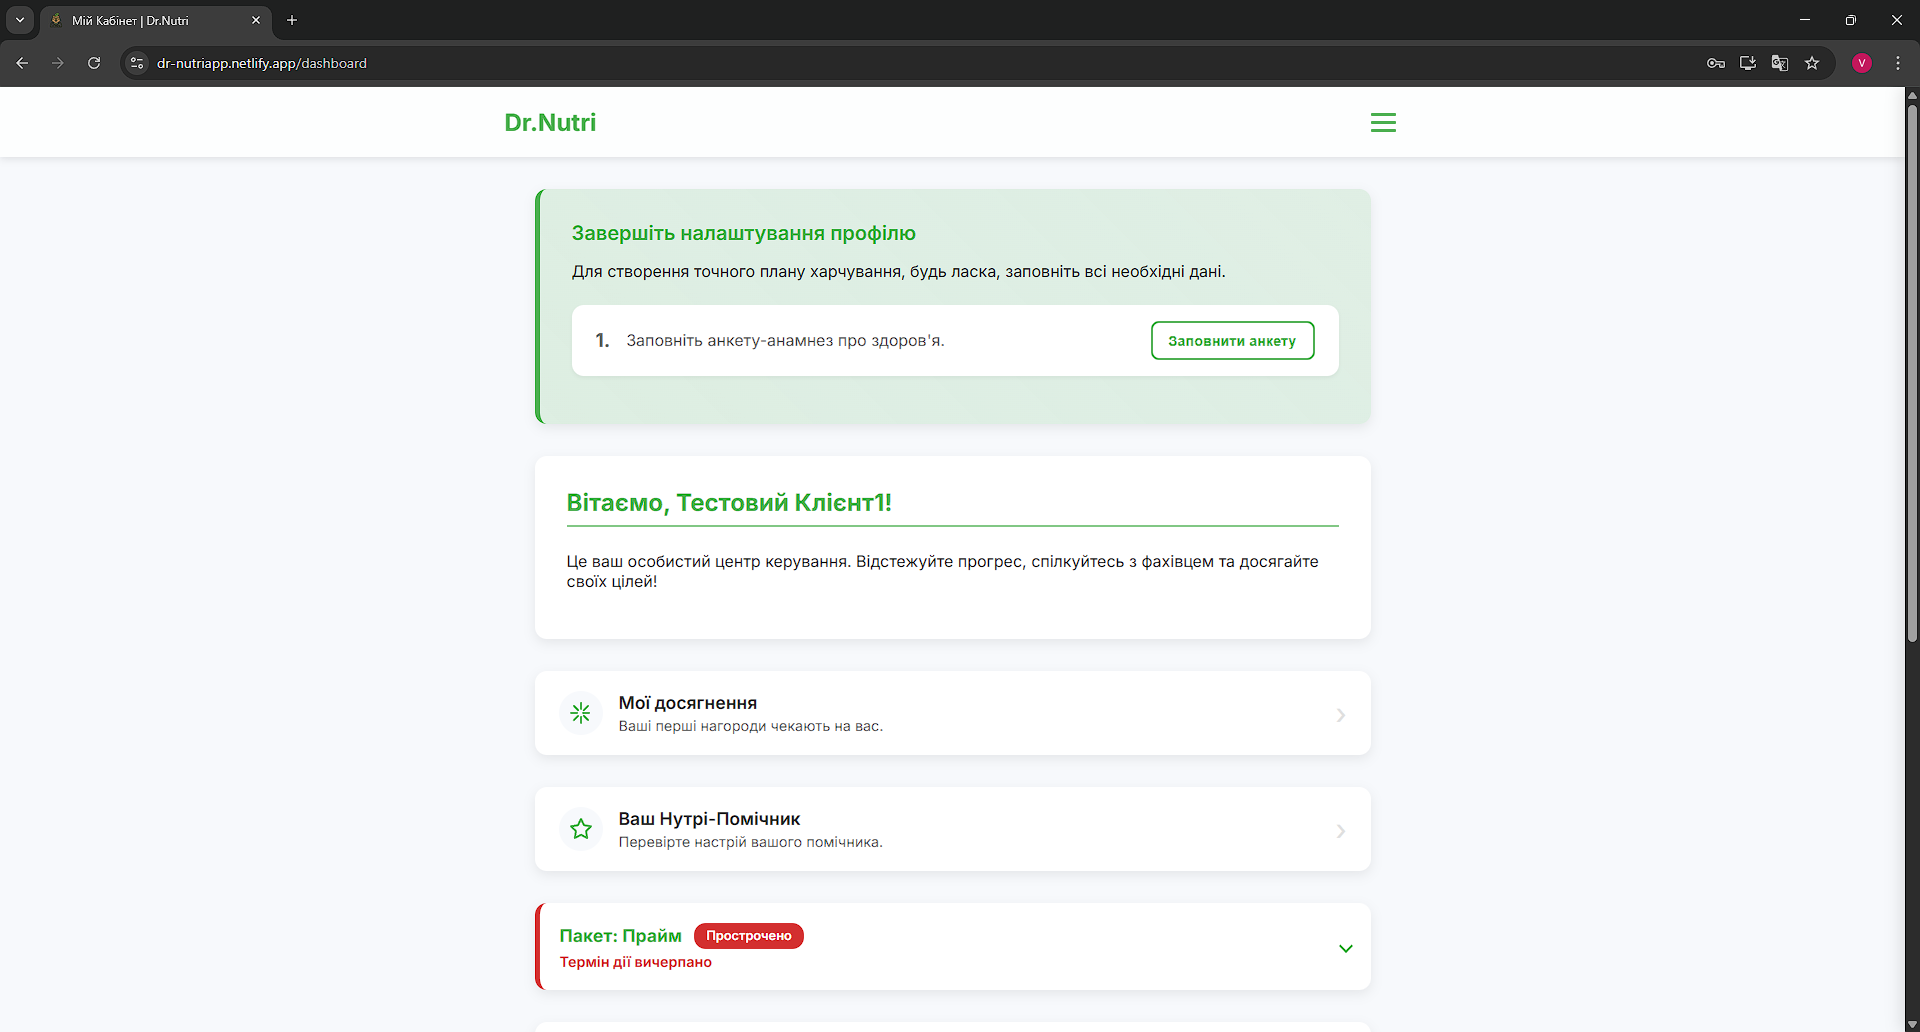 Мій Кабінет | Dr.Nutri
dr-nutriapp.netlify.app/dashboard
V
Dr.Nutri
Завершіть налаштування профілю
Для створення точного плану харчування, будь ласка, заповніть всі необхідні дані.
1. Заповніть анкету-анамнез про здоров'я.
Заповнити анкету
Вітаємо, Тестовий Клієнт1!
Це ваш особистий центр керування. Відстежуйте прогрес, спілкуйтесь з фахівцем та досягайте
своїх цілей!
Мої досягнення
Ваші перші нагороди чекають на вас.
Ваш Нутрі-Помічник
Перевірте настрій вашого помічника.
Пакет: Прайм Прострочено
Термін дії вичерпано